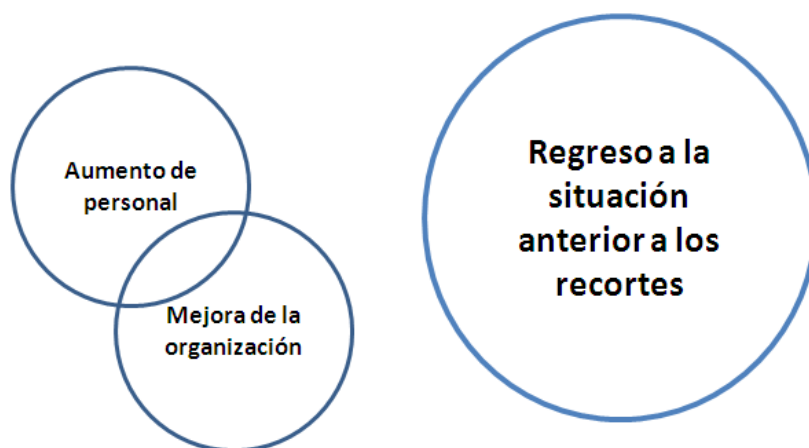 Aumento de
personal
Mejora de la
organización
Regreso a la
situación
anterior a los
recortes